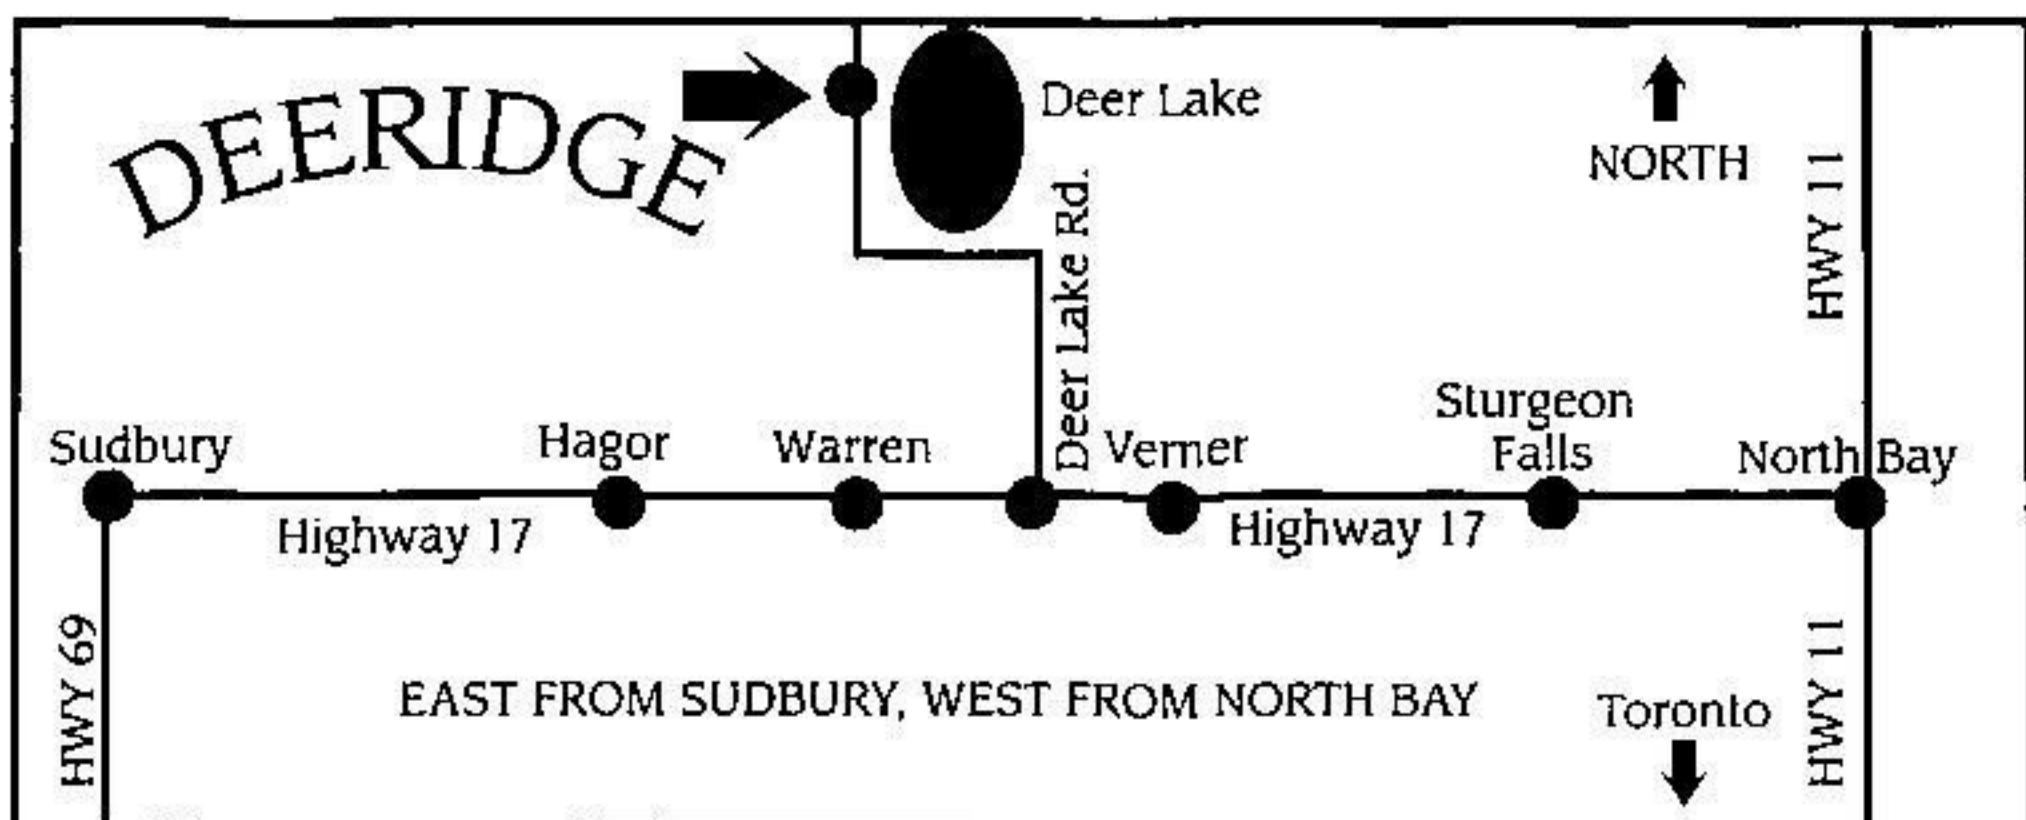 DEERIDGE
Deer Lake
NORTH
HWY 11
Deer Lake Rd.
Sudbury
Hagor
Warren
Verner
Sturgeon
Falls
North Bay
Highway 17
Highway 17
HWY 69
EAST FROM SUDBURY, WEST FROM NORTH BAY
Toronto
HWY 11